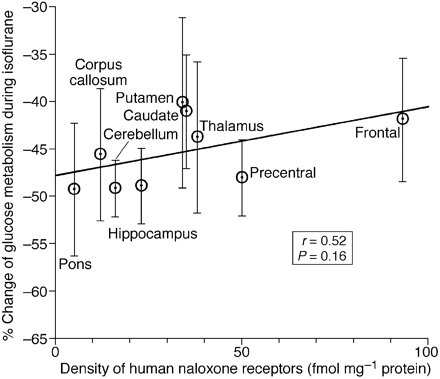 % Change of glucose metabolism during isoflurane
−30
−35
−40
−45
−50
−55
−60
−65
Corpus
callosum
Putamen
Caudate
Cerebellum
Thalamus
Frontal
Precentral
Hippocampus
Pons
r = 0.52
P = 0.16
0
50
100
Density of human naloxone receptors (fmol mg−1 protein)